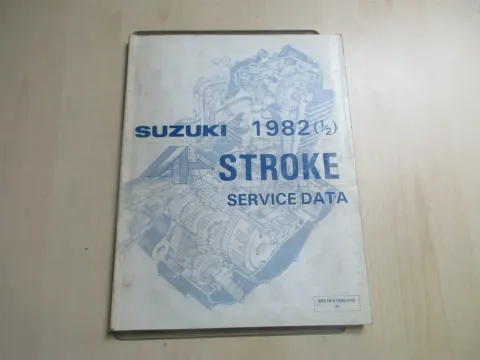 SUZUKI 1982 (½)
4 STROKE
SERVICE DATA